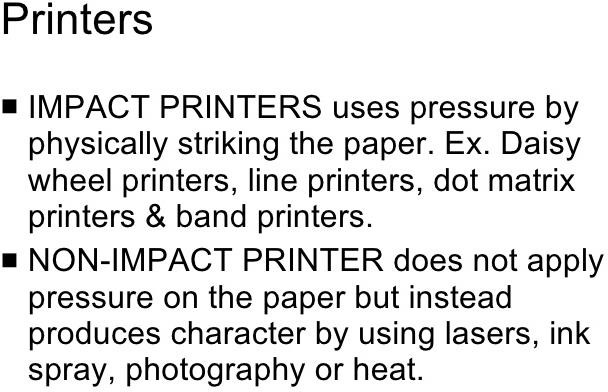 Printers
■ IMPACT PRINTERS uses pressure by
physically striking the paper. Ex. Daisy
wheel printers, line printers, dot matrix
printers & band printers.
■ NON-IMPACT PRINTER does not apply
pressure on the paper but instead
produces character by using lasers, ink
spray, photography or heat.